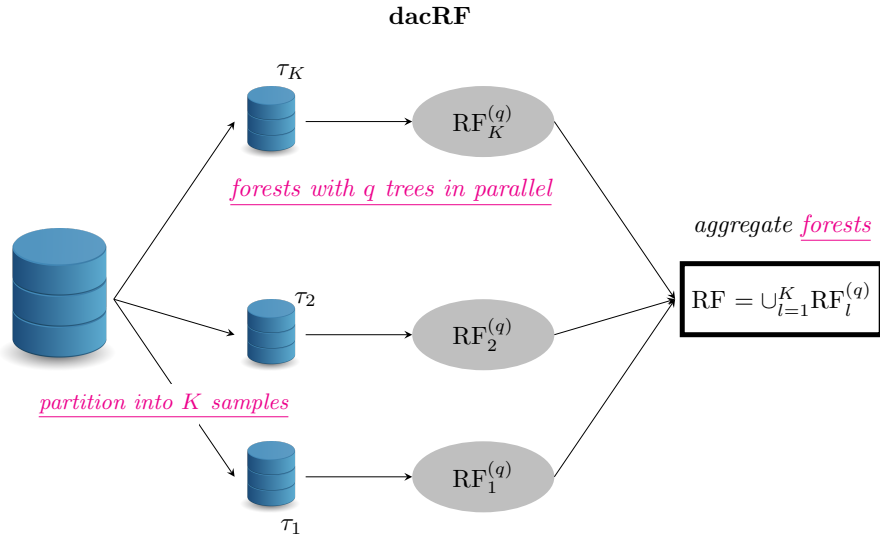 dacRF
τ_K
RF_K^{(q)}
forests with q trees in parallel
aggregate forests
RF = ∪_{l=1}^{K} RF_l^{(q)}
τ_2
RF_2^{(q)}
partition into K samples
RF_1^{(q)}
τ_1